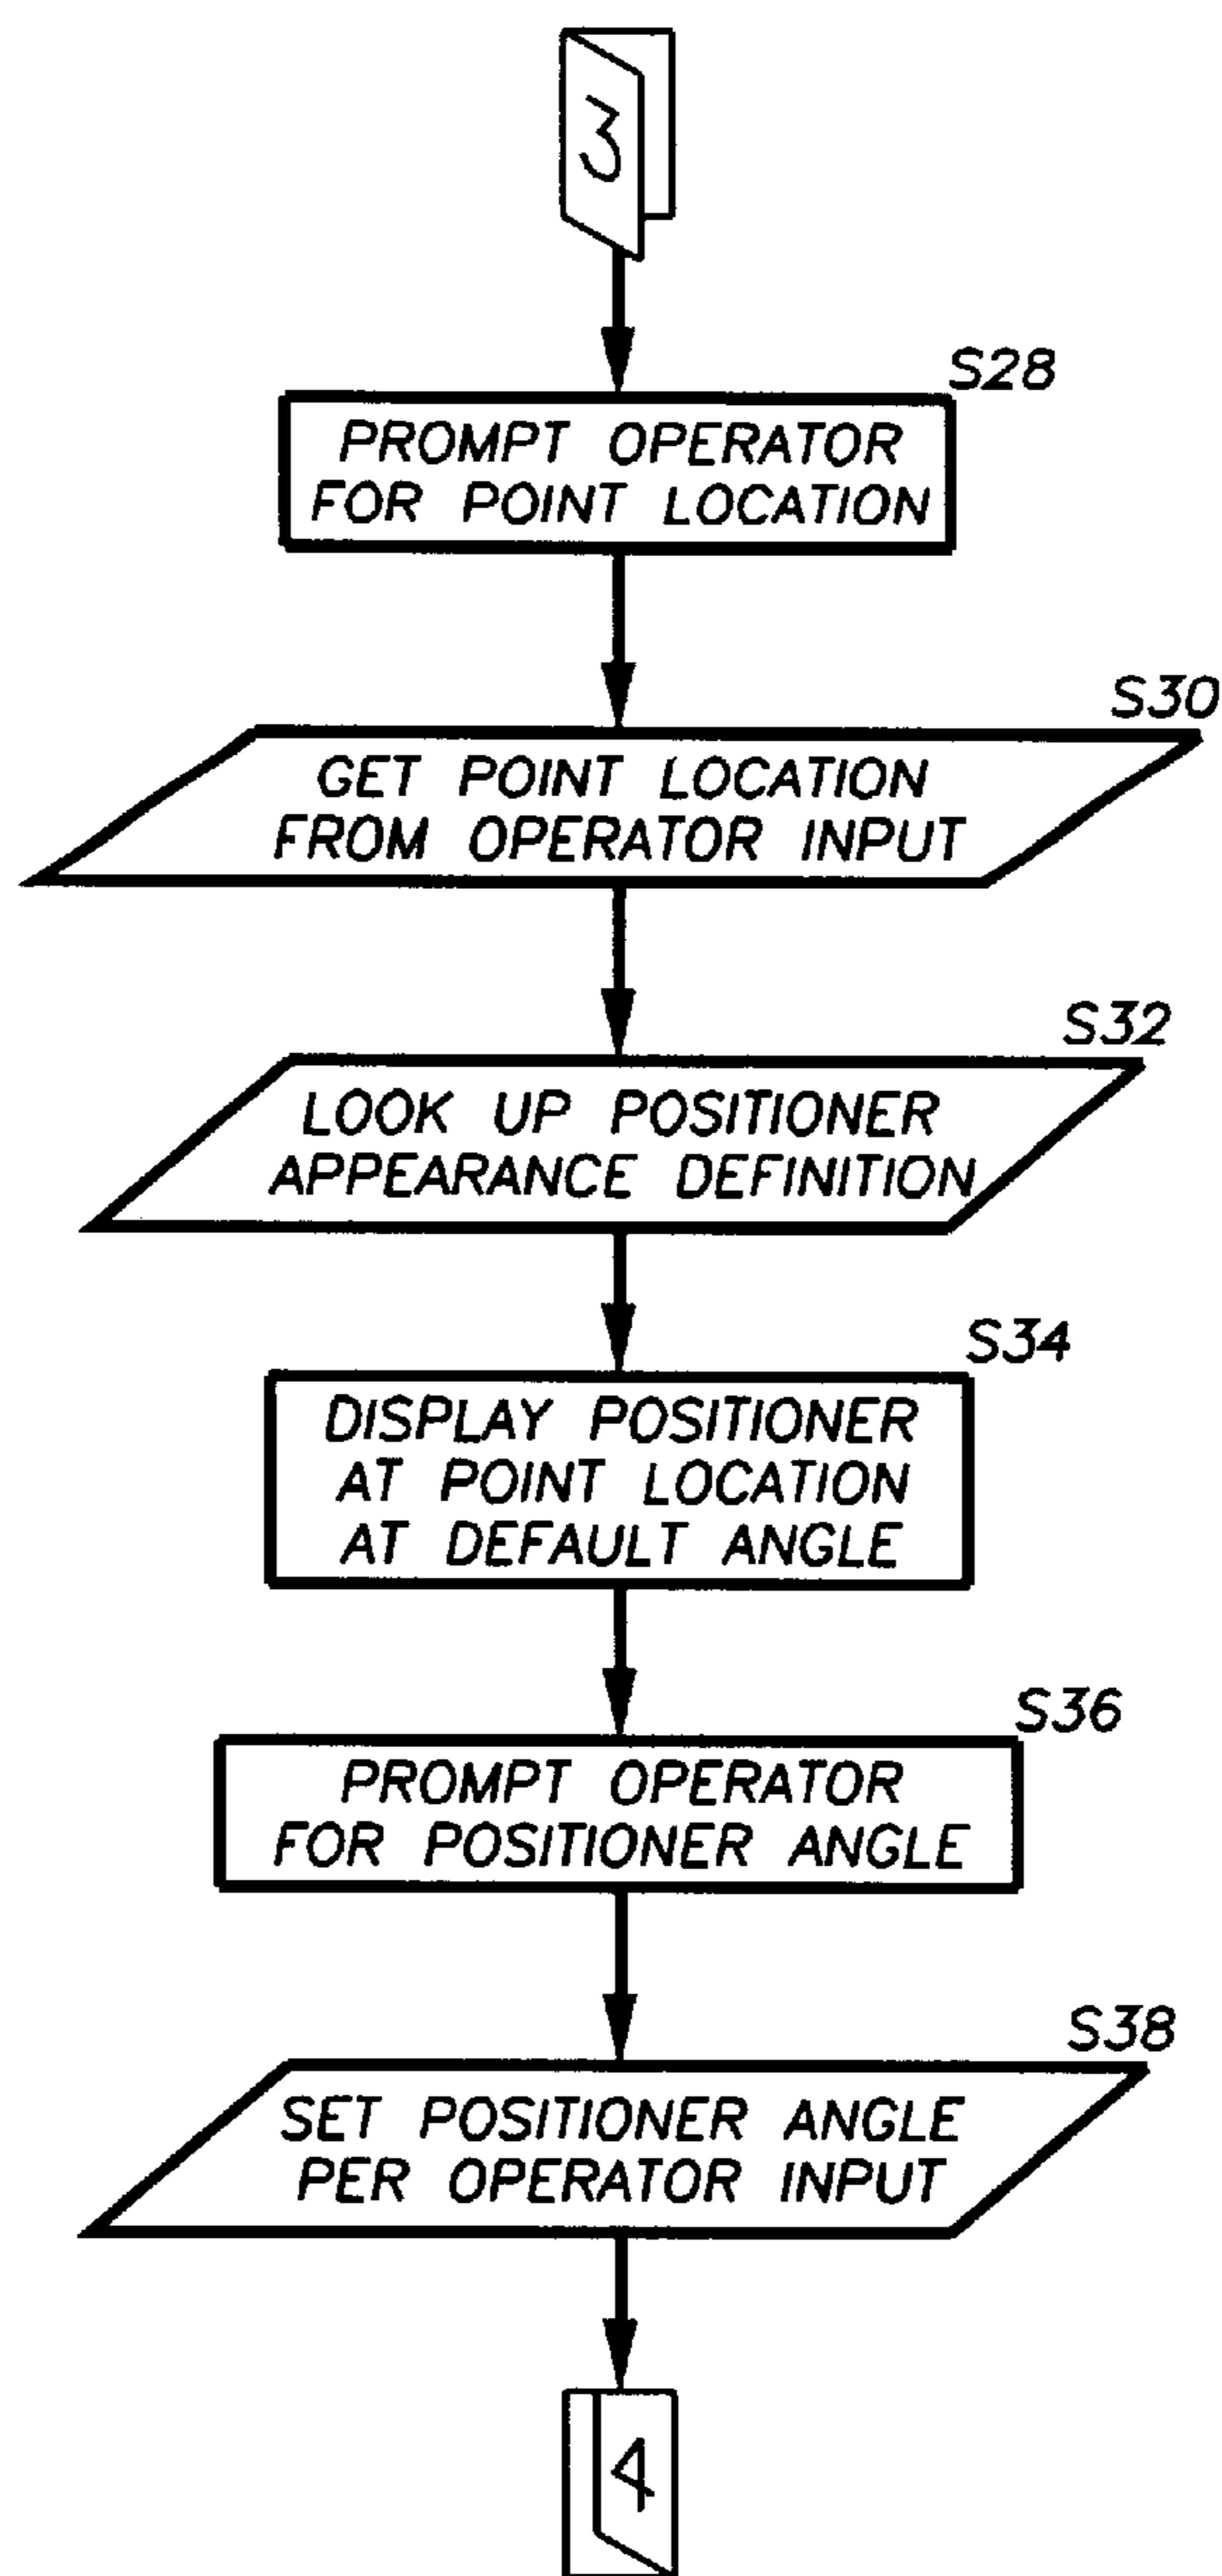 3
S28
PROMPT OPERATOR
FOR POINT LOCATION
S30
GET POINT LOCATION
FROM OPERATOR INPUT
S32
LOOK UP POSITIONER
APPEARANCE DEFINITION
S34
DISPLAY POSITIONER
AT POINT LOCATION
AT DEFAULT ANGLE
S36
PROMPT OPERATOR
FOR POSITIONER ANGLE
S38
SET POSITIONER ANGLE
PER OPERATOR INPUT
4